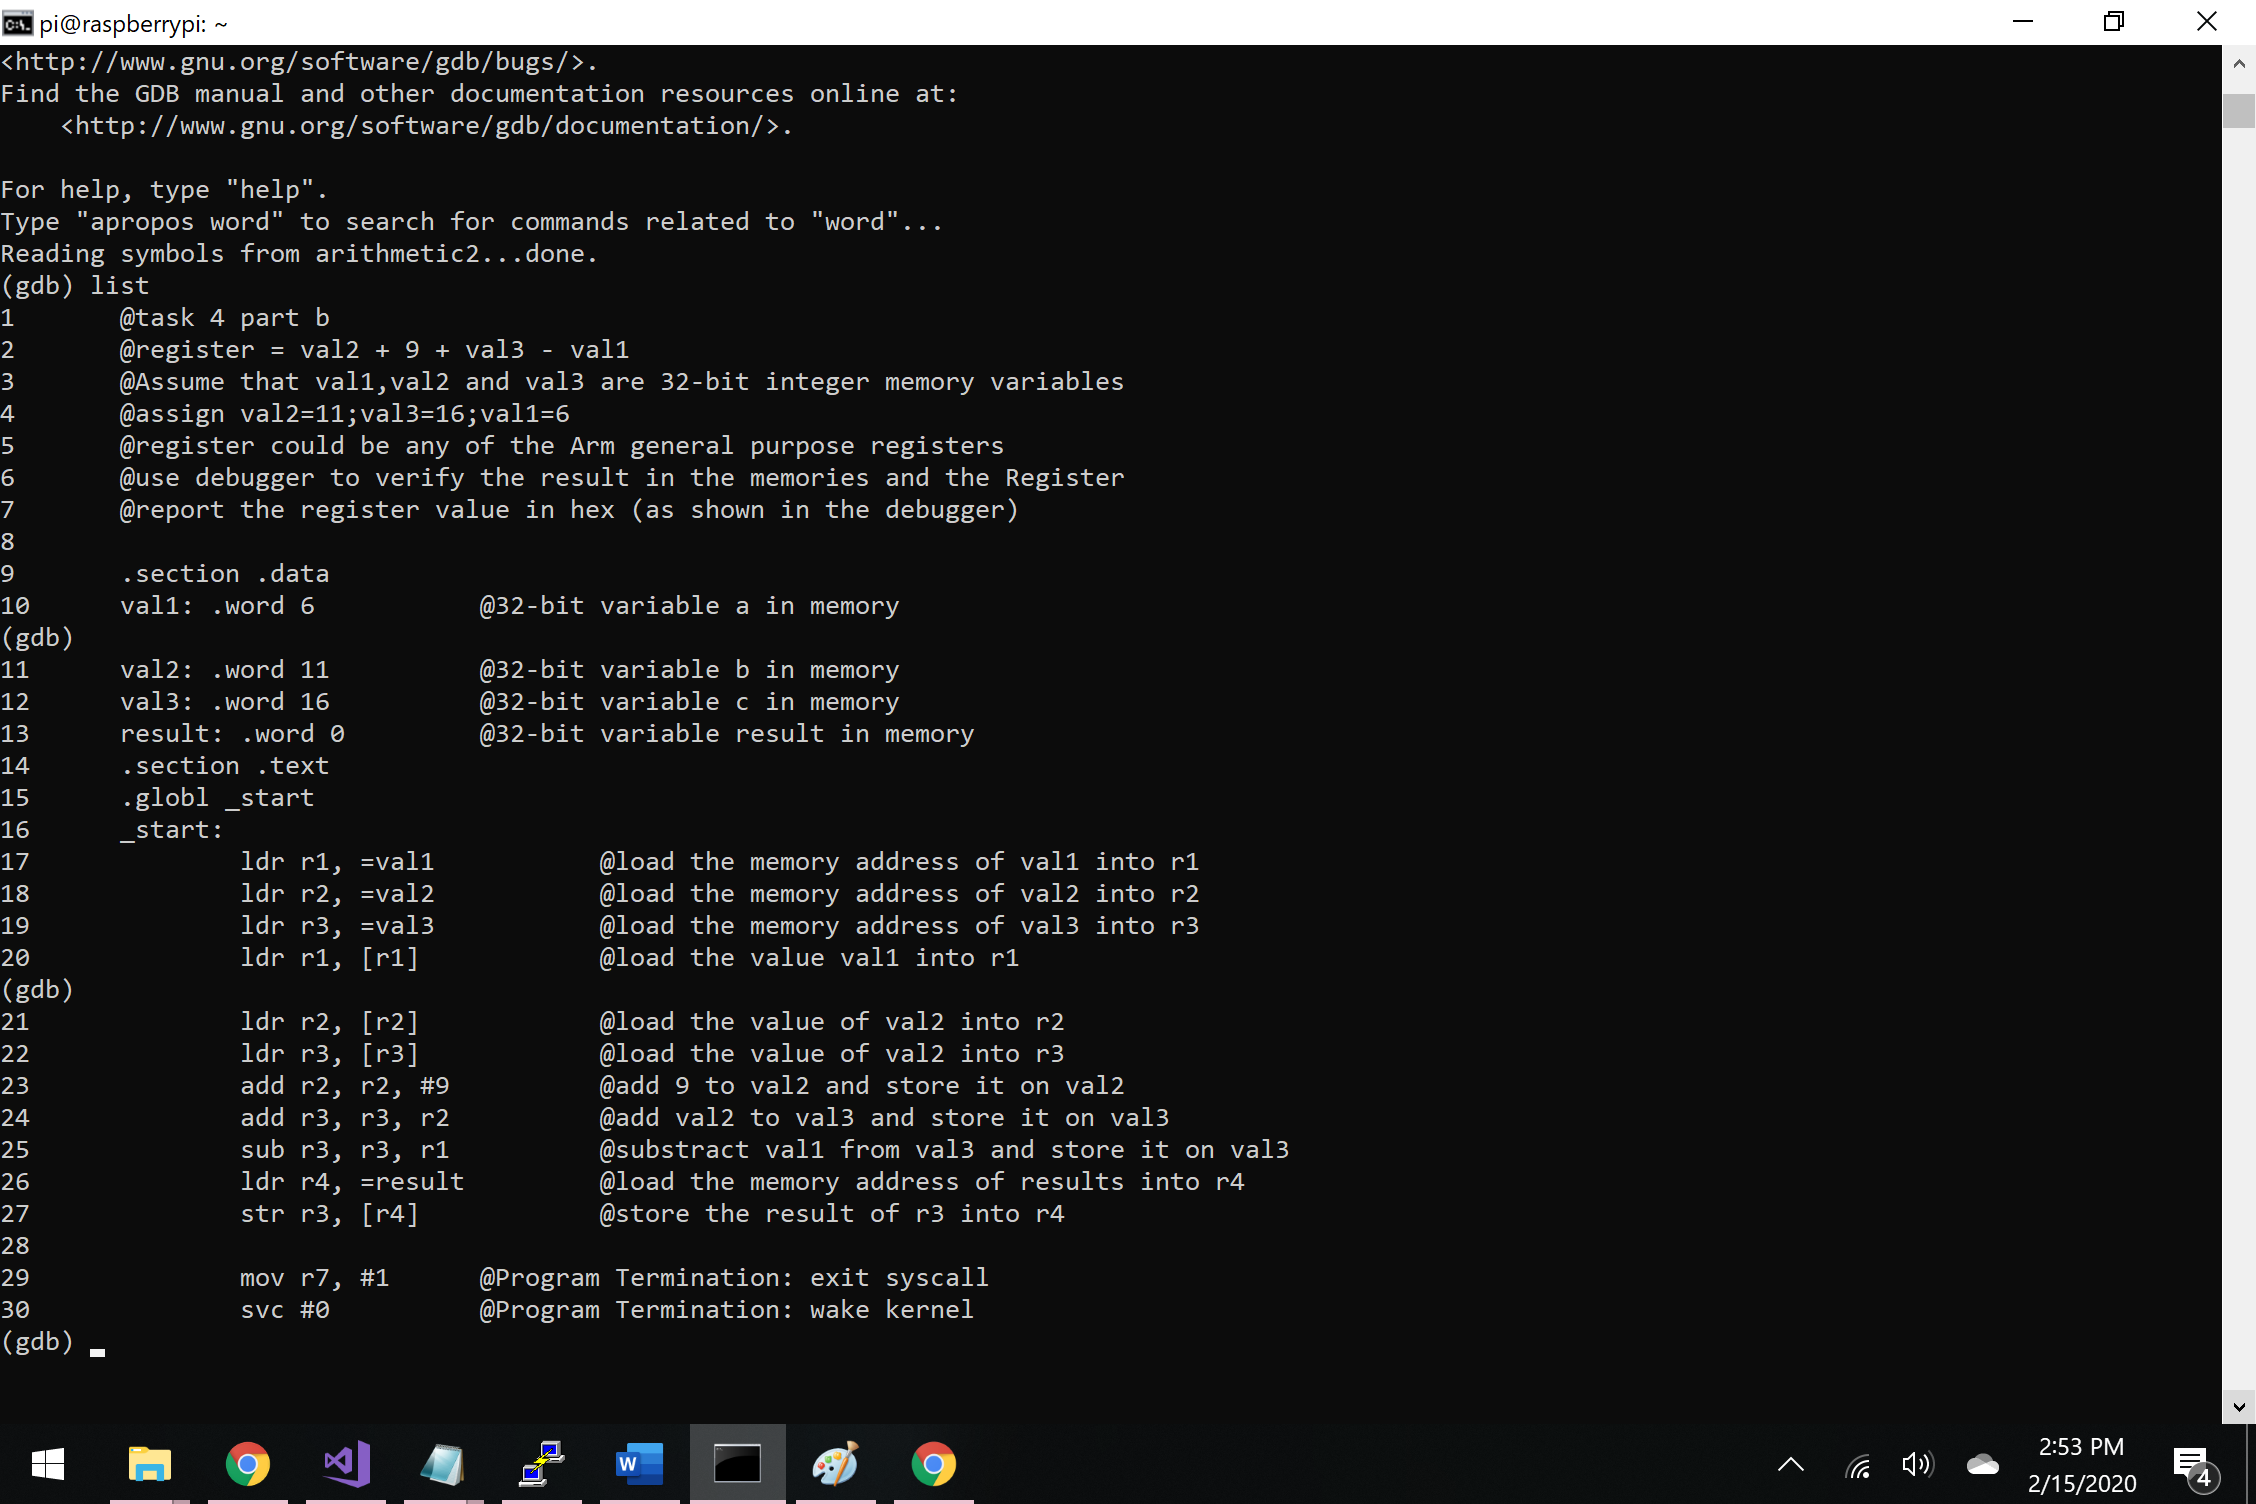 pi@raspberrypi: ~
<http://www.gnu.org/software/gdb/bugs/>.
Find the GDB manual and other documentation resources online at:
    <http://www.gnu.org/software/gdb/documentation/>.
For help, type "help".
Type "apropos word" to search for commands related to "word"...
Reading symbols from arithmetic2...done.
(gdb) list
1       @task 4 part b
2       @register = val2 + 9 + val3 - val1
3       @Assume that val1,val2 and val3 are 32-bit integer memory variables
4       @assign val2=11;val3=16;val1=6
5       @register could be any of the Arm general purpose registers
6       @use debugger to verify the result in the memories and the Register
7       @report the register value in hex (as shown in the debugger)
8
9       .section .data
10      val1: .word 6           @32-bit variable a in memory
(gdb)
11      val2: .word 11          @32-bit variable b in memory
12      val3: .word 16          @32-bit variable c in memory
13      result: .word 0         @32-bit variable result in memory
14      .section .text
15      .globl _start
16      _start:
17              ldr r1, =val1           @load the memory address of val1 into r1
18              ldr r2, =val2           @load the memory address of val2 into r2
19              ldr r3, =val3           @load the memory address of val3 into r3
20              ldr r1, [r1]            @load the value val1 into r1
(gdb)
21              ldr r2, [r2]            @load the value of val2 into r2
22              ldr r3, [r3]            @load the value of val2 into r3
23              add r2, r2, #9          @add 9 to val2 and store it on val2
24              add r3, r3, r2          @add val2 to val3 and store it on val3
25              sub r3, r3, r1          @substract val1 from val3 and store it on val3
26              ldr r4, =result         @load the memory address of results into r4
27              str r3, [r4]            @store the result of r3 into r4
28
29              mov r7, #1      @Program Termination: exit syscall
30              svc #0          @Program Termination: wake kernel
(gdb)
2:53 PM
2/15/2020
4